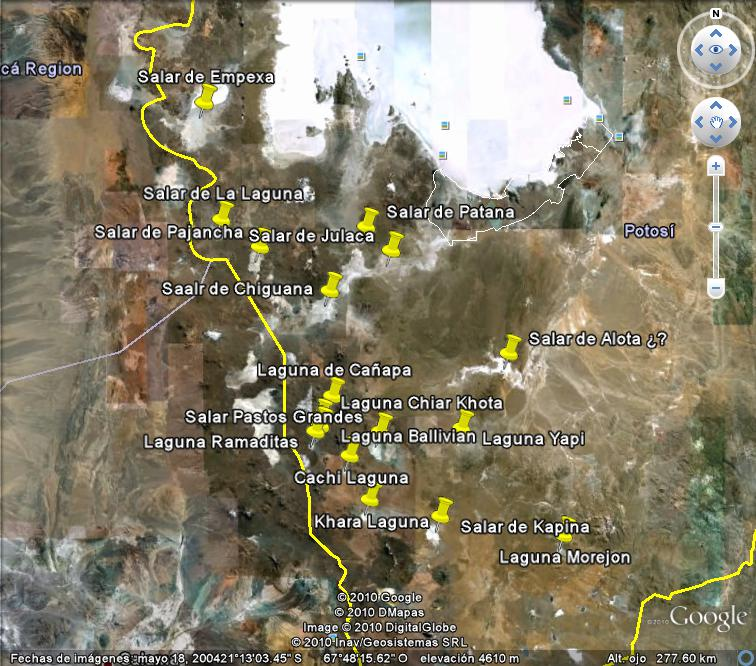 N
cá Region
Salar de Empexa
Salar de La Laguna
Salar de Patana
Salar de Pajancha
Salar de Julaca
Potosí
Saalr de Chiguana
Salar de Alota ¿?
Laguna de Cañapa
Laguna Chiar Khota
Salar Pastos Grandes
Laguna Ramaditas
Laguna Ballivian
Laguna Yapi
Cachi Laguna
Khara Laguna
Salar de Kapina
Laguna Morejon
© 2010 Google
© 2010 DMapas
Image © 2010 DigitalGlobe
© 2010 Inav/Geosistemas SRL
©2010 Google
Fechas de imágenes: mayo 18, 2004 21°13'03.45" S 67°48'15.62" O elevación 4610 m Alt. ojo 277.60 km